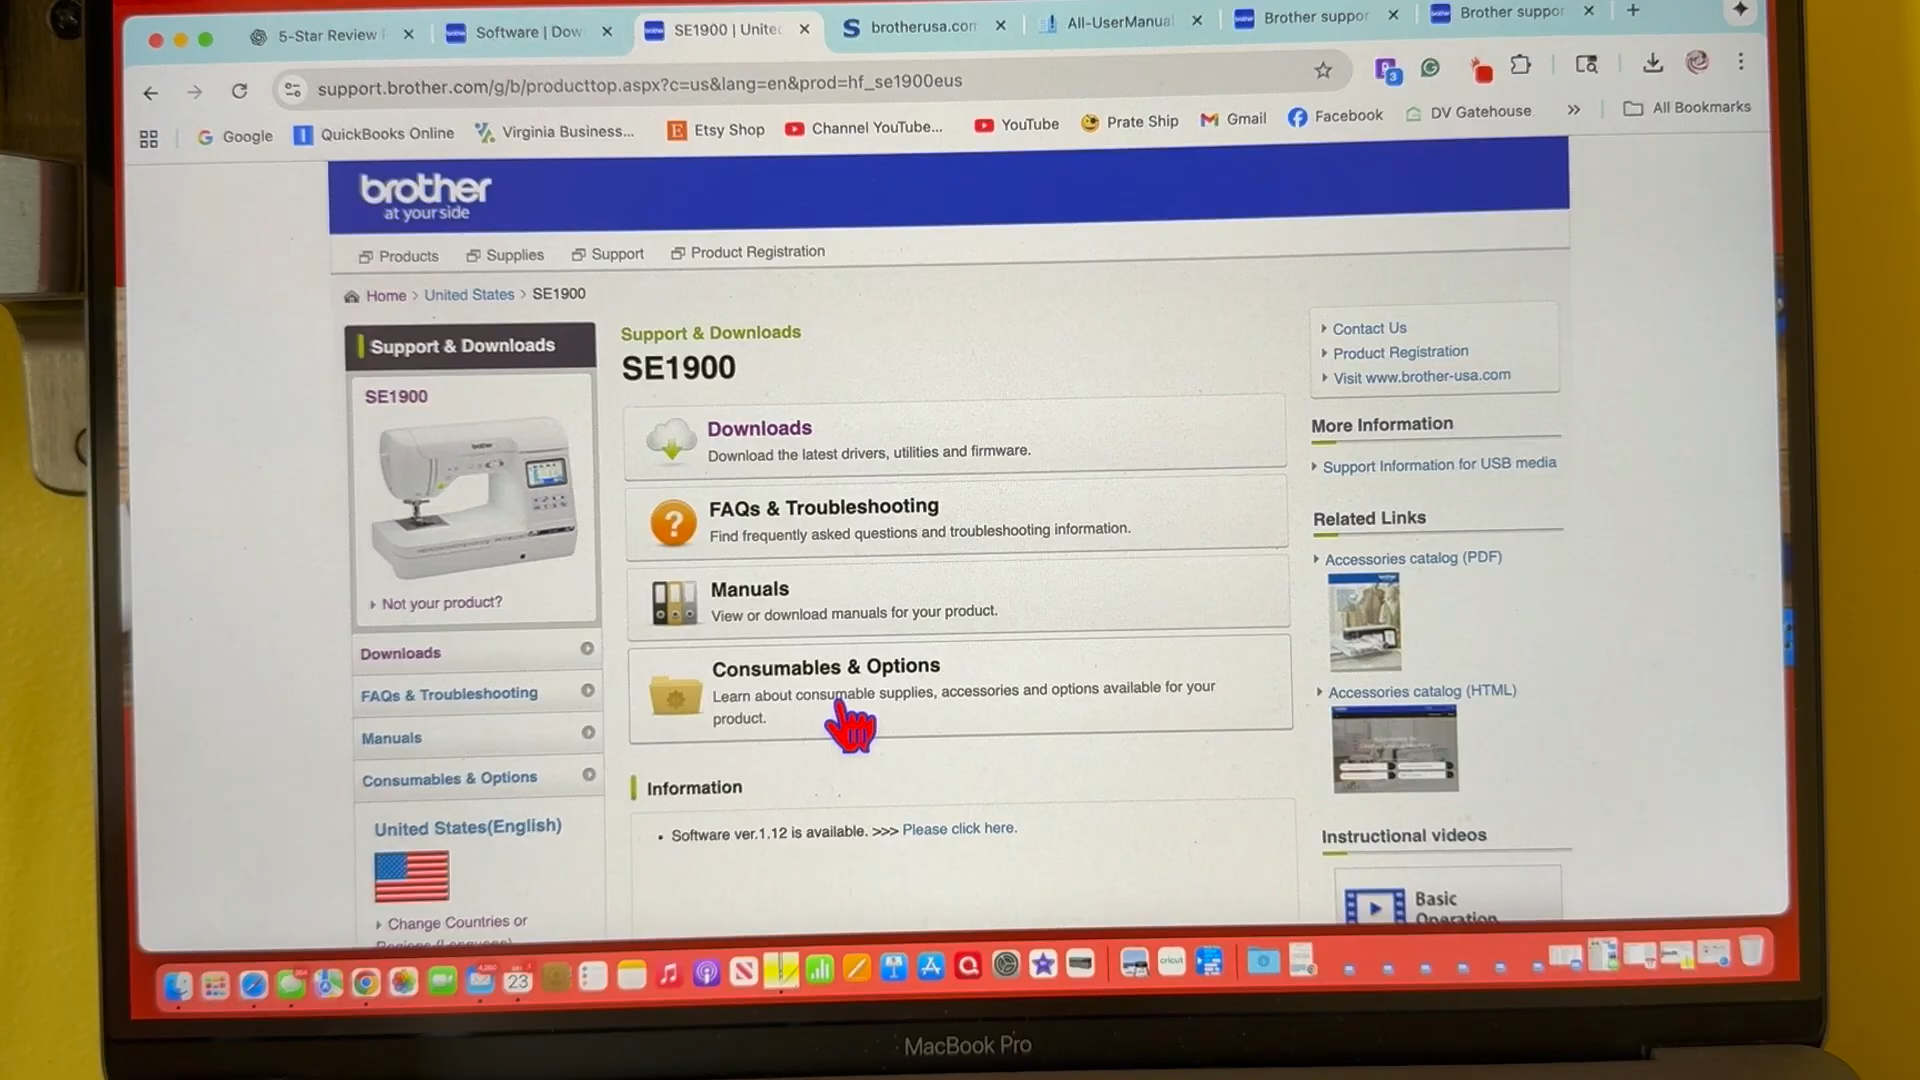 5-Star Review
Software | Dow
SE1900 | Unite
brotherusa.con
All-UserManual
Brother suppor
Brother suppor
support.brother.com/g/b/producttop.aspx?c=us&lang=en&prod=hf_se1900eus
3
Google
QuickBooks Online
Virginia Business...
Etsy Shop
Channel YouTube...
YouTube
Prate Ship
Gmail
Facebook
DV Gatehouse
All Bookmarks
brother
at your side
Products
Supplies
Support
Product Registration
Home > United States > SE1900
Support & Downloads
SE1900
Not your product?
Downloads
FAQs & Troubleshooting
Manuals
Consumables & Options
United States(English)
Change Countries or
Regions (Language)
Support & Downloads
SE1900
Downloads
Download the latest drivers, utilities and firmware.
FAQs & Troubleshooting
Find frequently asked questions and troubleshooting information.
Manuals
View or download manuals for your product.
Consumables & Options
Learn about consumable supplies, accessories and options available for your
product.
Information
• Software ver.1.12 is available. >>> Please click here.
Contact Us
Product Registration
Visit www.brother-usa.com
More Information
Support Information for USB media
Related Links
Accessories catalog (PDF)
Accessories catalog (HTML)
Instructional videos
Basic
Operation
23
cricut
MacBook Pro